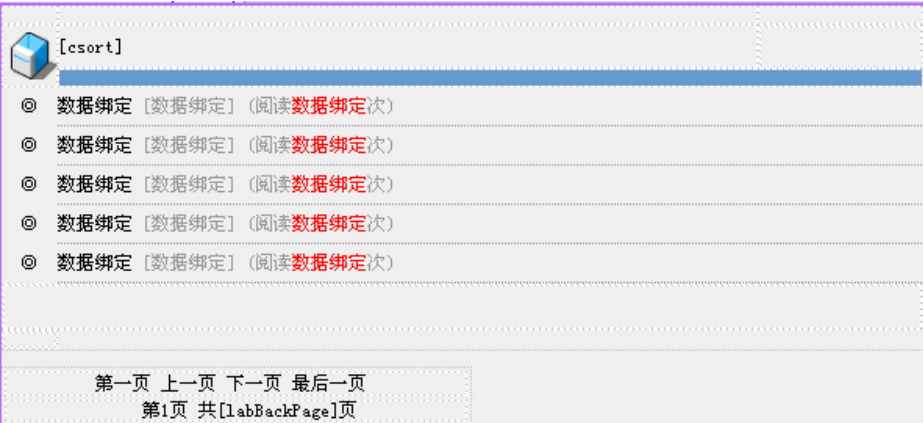 [csort]
◎ 数据绑定 [数据绑定] (阅读数据绑定次)
◎ 数据绑定 [数据绑定] (阅读数据绑定次)
◎ 数据绑定 [数据绑定] (阅读数据绑定次)
◎ 数据绑定 [数据绑定] (阅读数据绑定次)
◎ 数据绑定 [数据绑定] (阅读数据绑定次)
第一页 上一页 下一页 最后一页
第1页 共[labBackPage]页